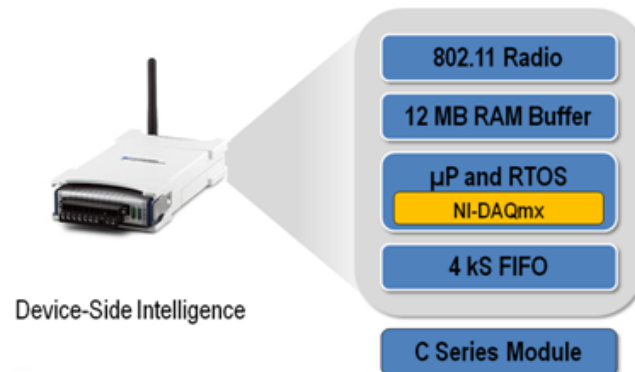 802.11 Radio
12 MB RAM Buffer
µP and RTOS
NI-DAQmx
4 kS FIFO
Device-Side Intelligence
C Series Module